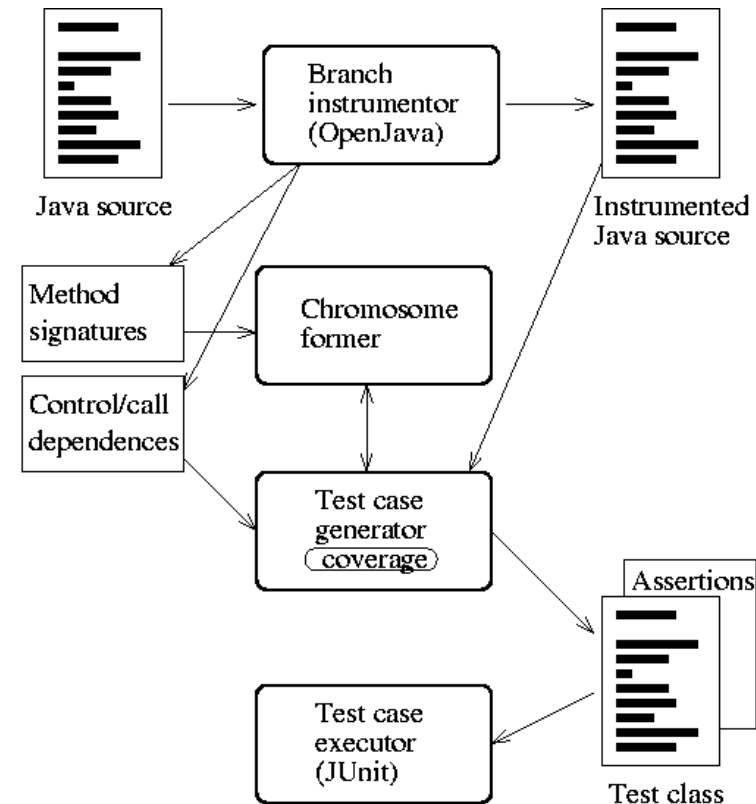 Branch
instrumentor
(OpenJava)
Java source
Instrumented
Java source
Method
signatures
Chromosome
former
Control/call
dependences
Test case
generator
coverage
Assertions
Test case
executor
(JUnit)
Test class